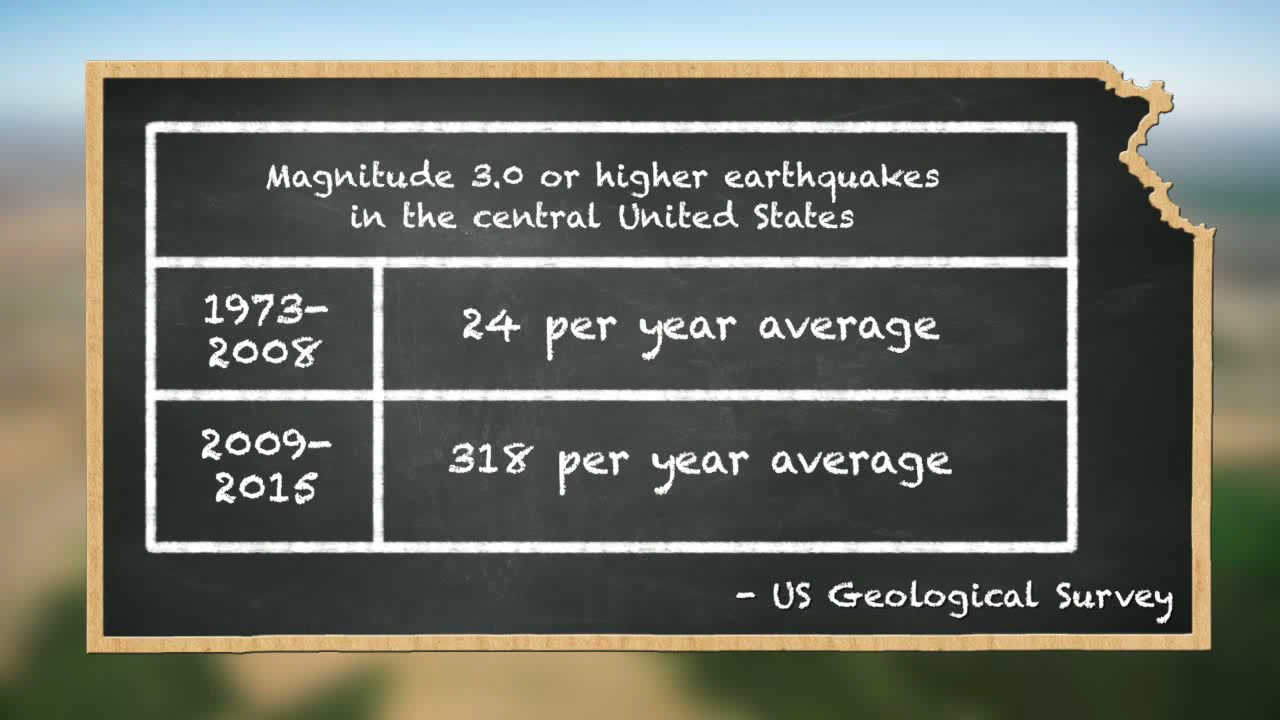 Magnitude 3.0 or higher earthquakes
in the central United States
1973-
2008
24 per year average
2009-
2015
318 per year average
- US Geological Survey